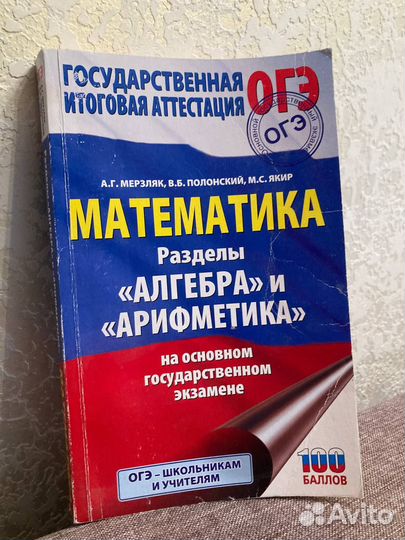 ГОСУДАРСТВЕННАЯ
ИТОГОВАЯ АТТЕСТАЦИЯ
ОГЭ
ОГЭ
А.Г. МЕРЗЛЯК, В.Б. ПОЛОНСКИЙ, М.С. ЯКИР
МАТЕМАТИКА
Разделы
«АЛГЕБРА» и
«АРИФМЕТИКА»
на основном
государственном
экзамене
ОГЭ – ШКОЛЬНИКАМ
И УЧИТЕЛЯМ
100
БАЛЛОВ
Avito